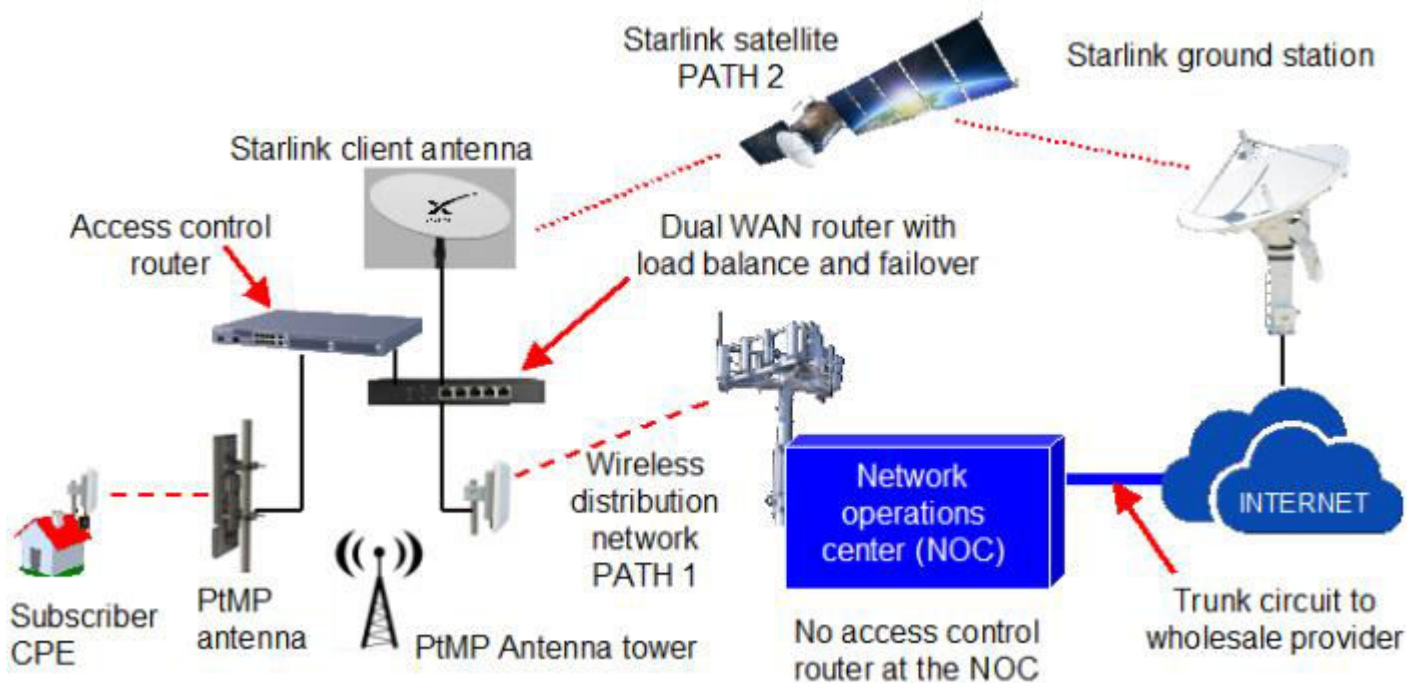 Starlink satellite
PATH 2
Starlink ground station
Starlink client antenna
Access control
router
Dual WAN router with
load balance and failover
Wireless
distribution
network
PATH 1
Network
operations
center (NOC)
INTERNET
Subscriber
CPE
PtMP
antenna
PtMP Antenna tower
No access control
router at the NOC
Trunk circuit to
wholesale provider